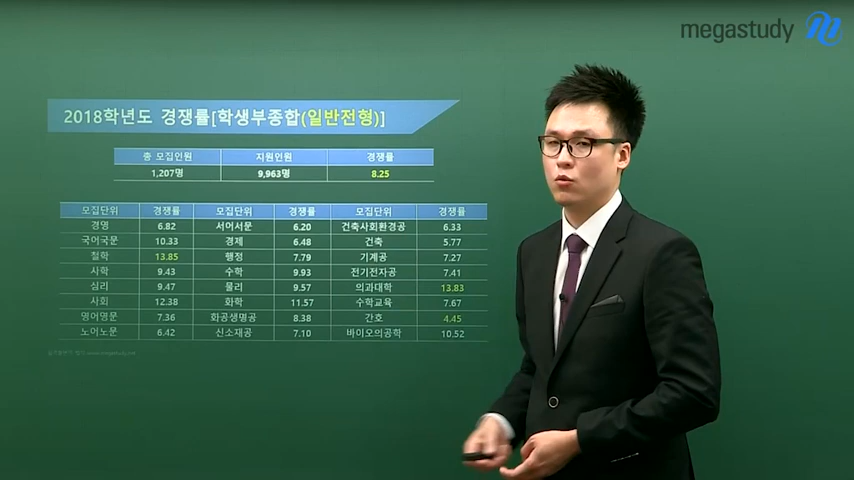 megastudy
2018학년도 경쟁률[학생부종합(일반전형)]
총 모집인원 지원인원 경쟁률
1,207명 9,963명 8.25
모집단위 경쟁률 모집단위 경쟁률 모집단위 경쟁률
경영 6.82 서어서문 6.20 건축사회환경공 6.33
국어국문 10.33 경제 6.48 건축 5.77
철학 13.85 행정 7.79 기계공 7.27
사학 9.43 수학 9.93 전기전자공 7.41
심리 9.47 물리 9.57 의과대학 13.83
사회 12.38 화학 11.57 수학교육 7.67
영어영문 7.36 화공생명공 8.38 간호 4.45
노어노문 6.42 신소재공 7.10 바이오의공학 10.52